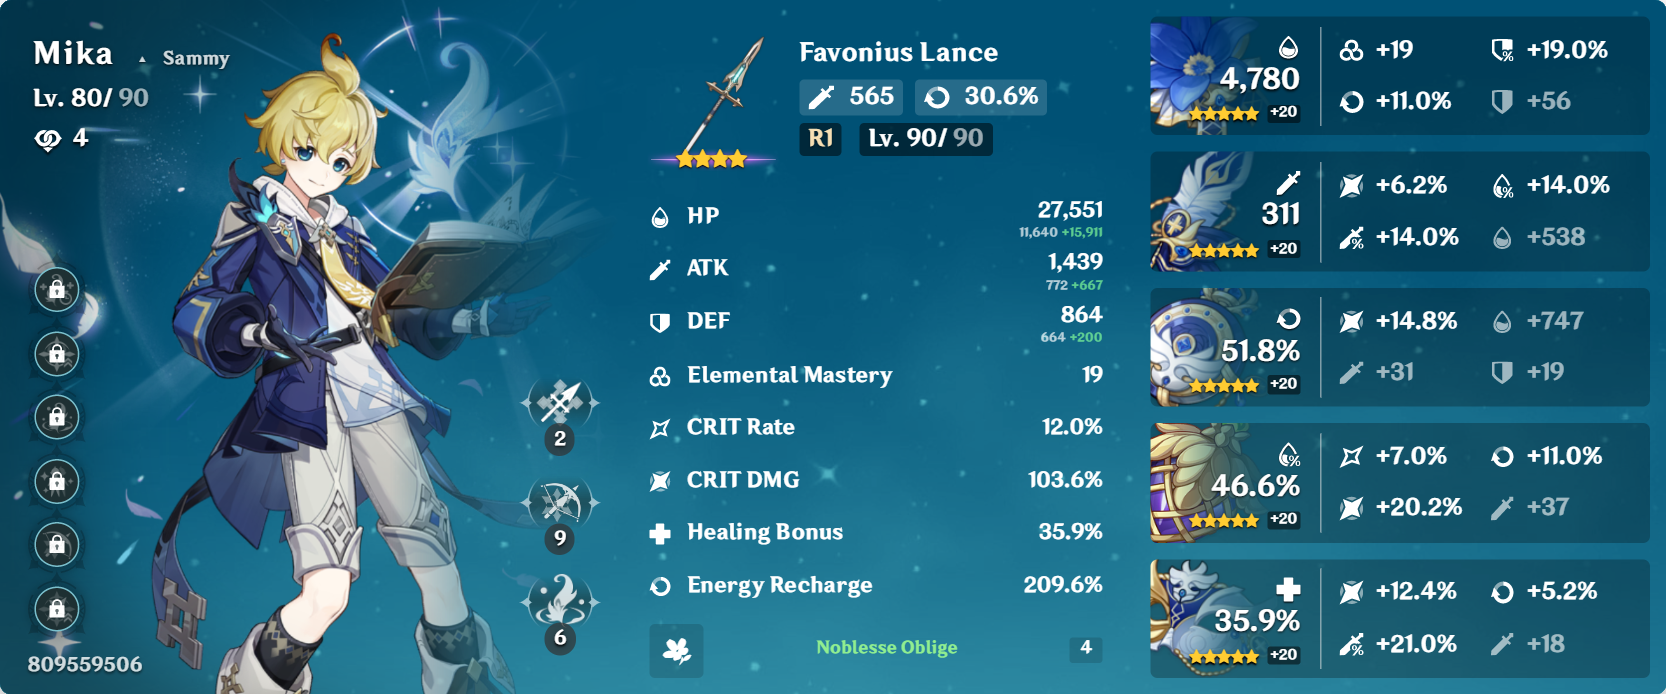 Mika Sammy
Lv. 80/ 90
4
2
9
6
809559506
Favonius Lance
565 30.6%
R1 Lv. 90/ 90
HP 27,551
11,640 +15,911
ATK 1,439
772 +667
DEF 864
664 +200
Elemental Mastery 19
CRIT Rate 12.0%
CRIT DMG 103.6%
Healing Bonus 35.9%
Energy Recharge 209.6%
Noblesse Oblige 4
4,780
+20
+19 +19.0%
+11.0% +56
311
+20
+6.2% % +14.0%
% +14.0% +538
51.8%
+20
+14.8% +747
+31 +19
%
46.6%
+20
+7.0% +11.0%
+20.2% +37
35.9%
+20
+12.4% +5.2%
% +21.0% +18